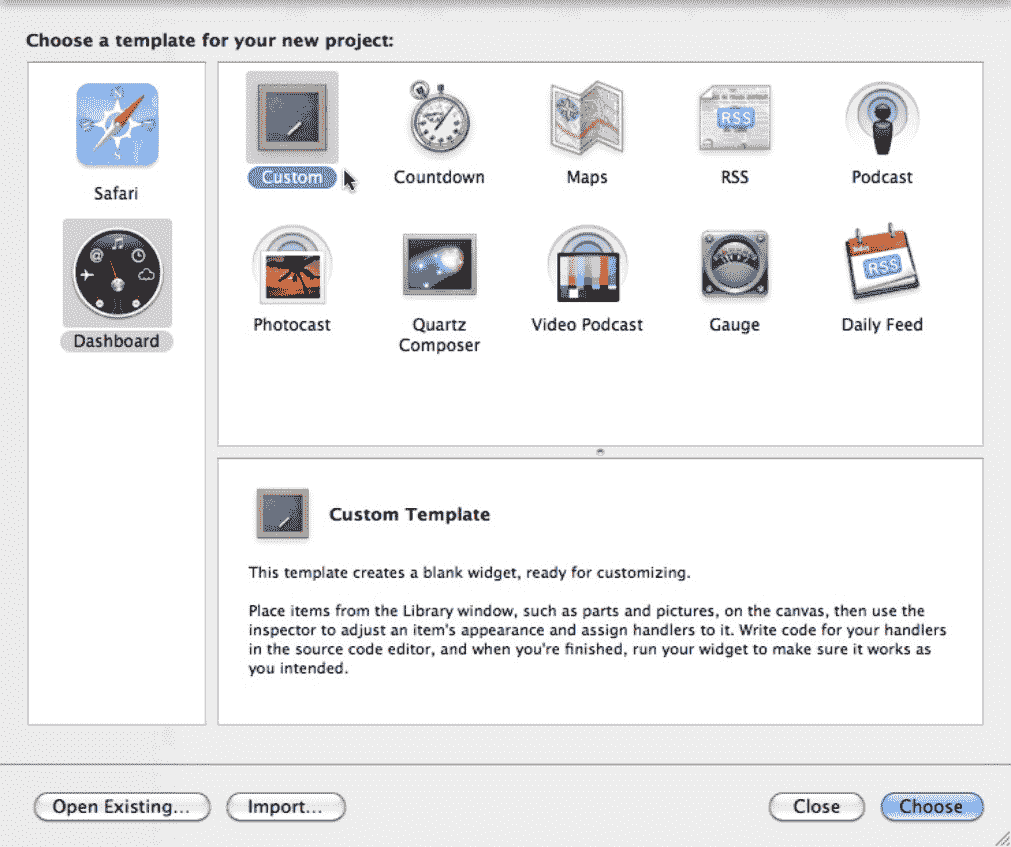 Choose a template for your new project:
Safari
Dashboard
Custom
Countdown
Maps
RSS
RSS
Podcast
Photocast
Quartz
Composer
Video Podcast
Gauge
RSS
Daily Feed
Custom Template
This template creates a blank widget, ready for customizing.
Place items from the Library window, such as parts and pictures, on the canvas, then use the
inspector to adjust an item's appearance and assign handlers to it. Write code for your handlers
in the source code editor, and when you're finished, run your widget to make sure it works as
you intended.
Open Existing...
Import...
Close
Choose